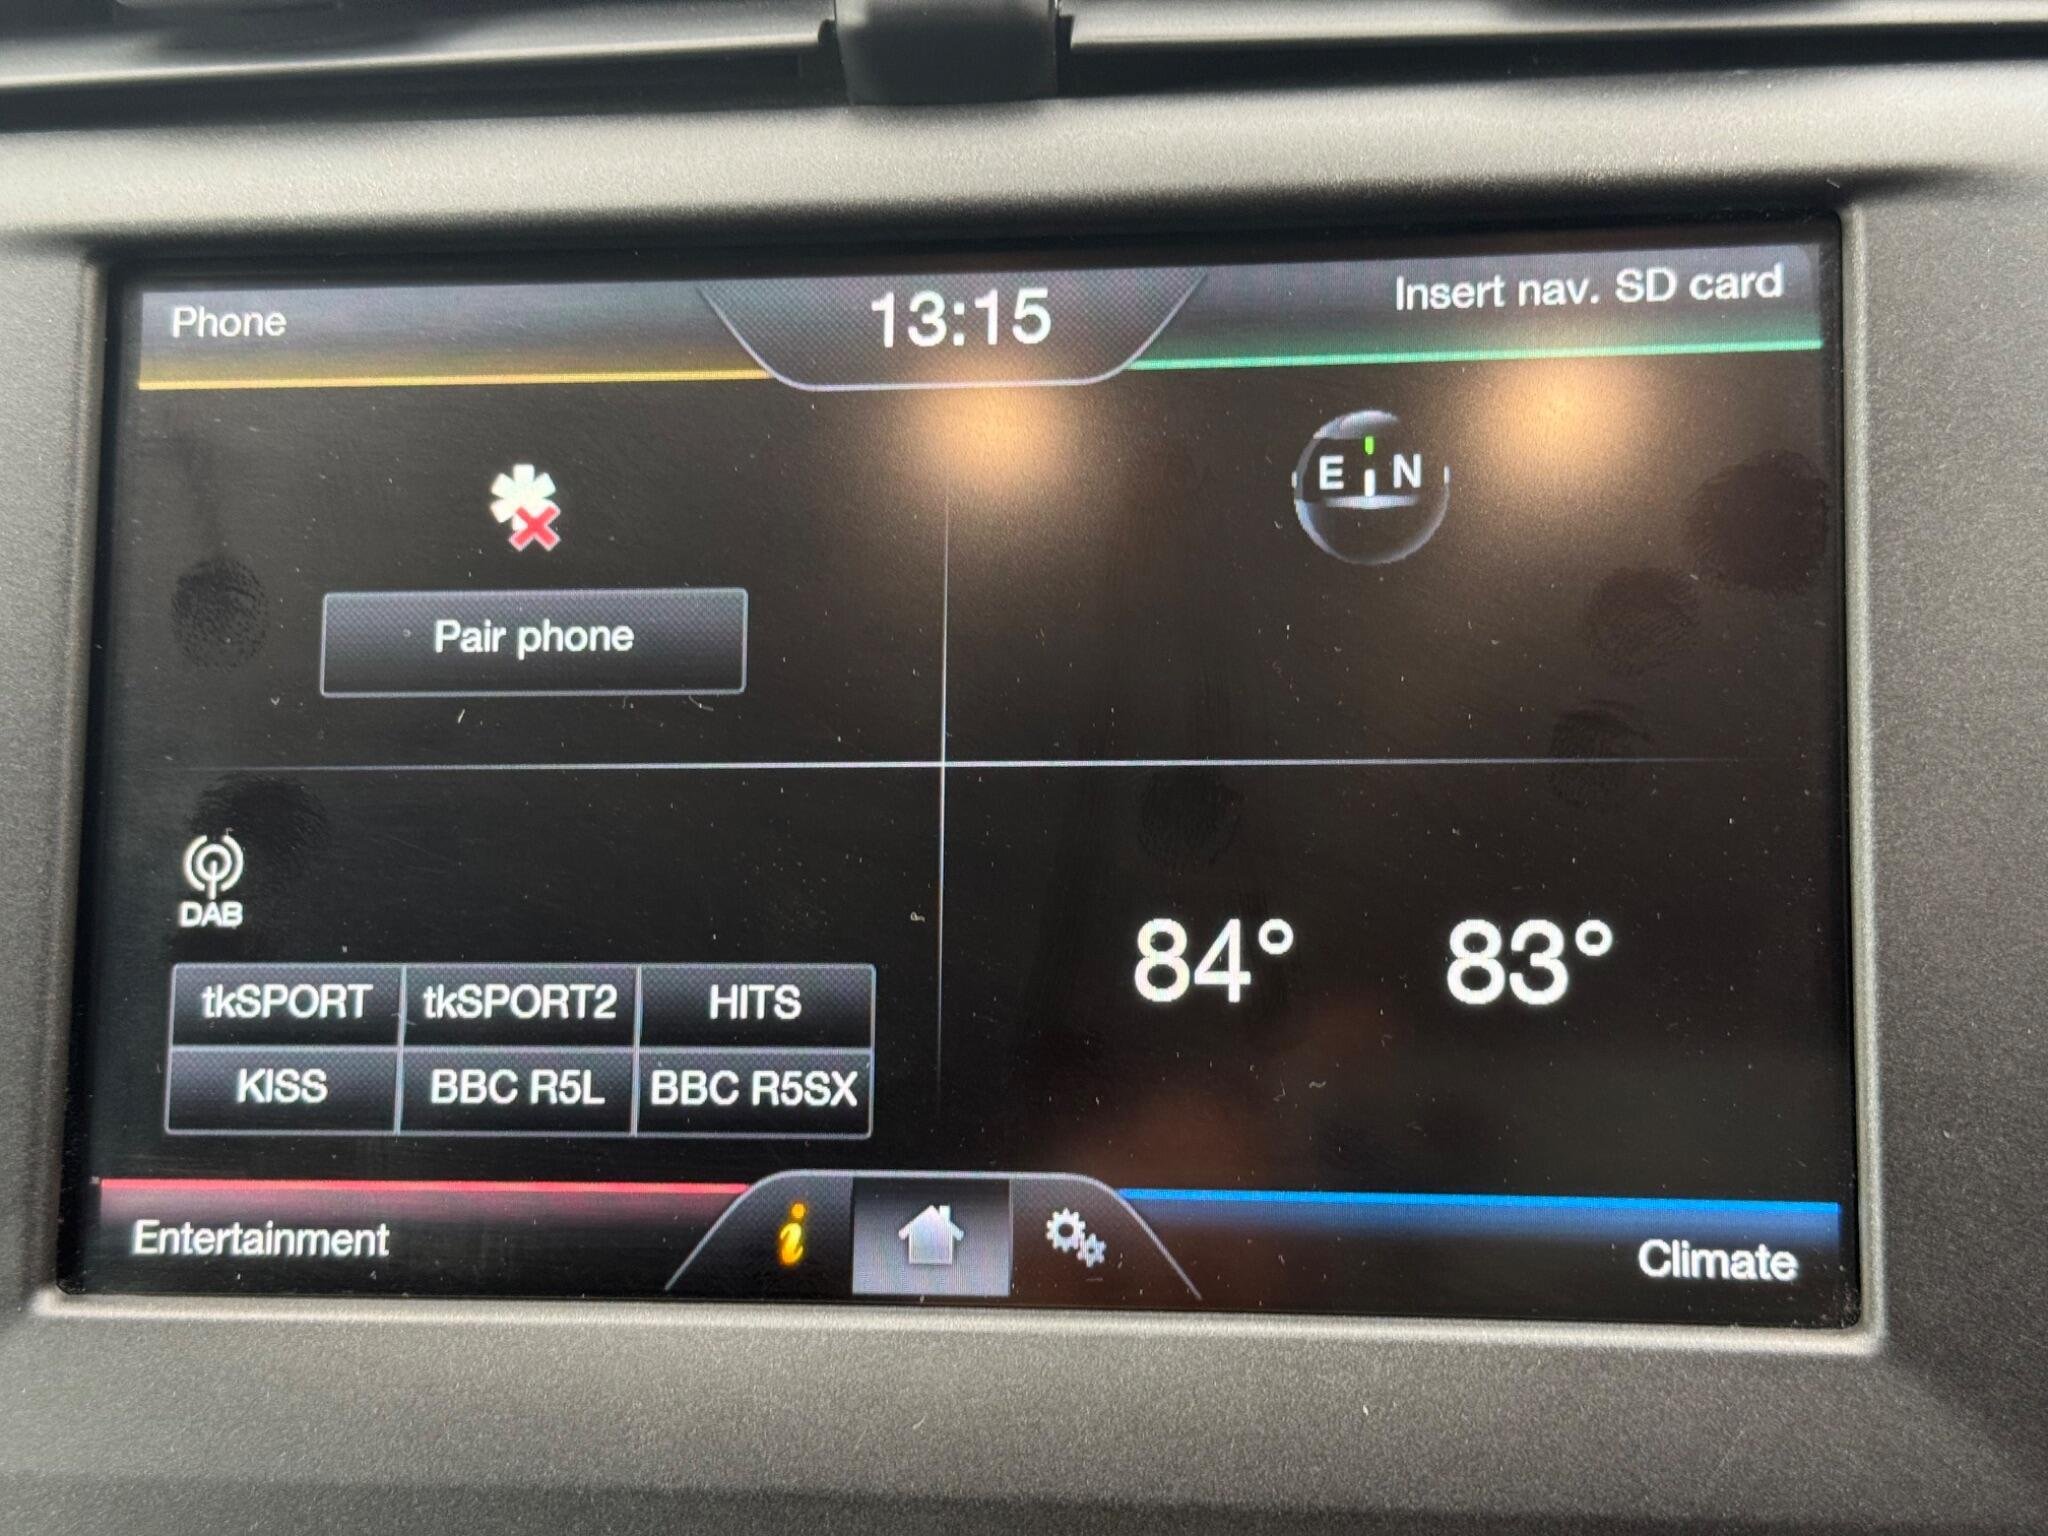 Phone
13:15
Insert nav. SD card
E N
Pair phone
DAB
tkSPORT tkSPORT2 HITS
KISS BBC R5L BBC R5SX
84° 83°
Entertainment
i
Climate